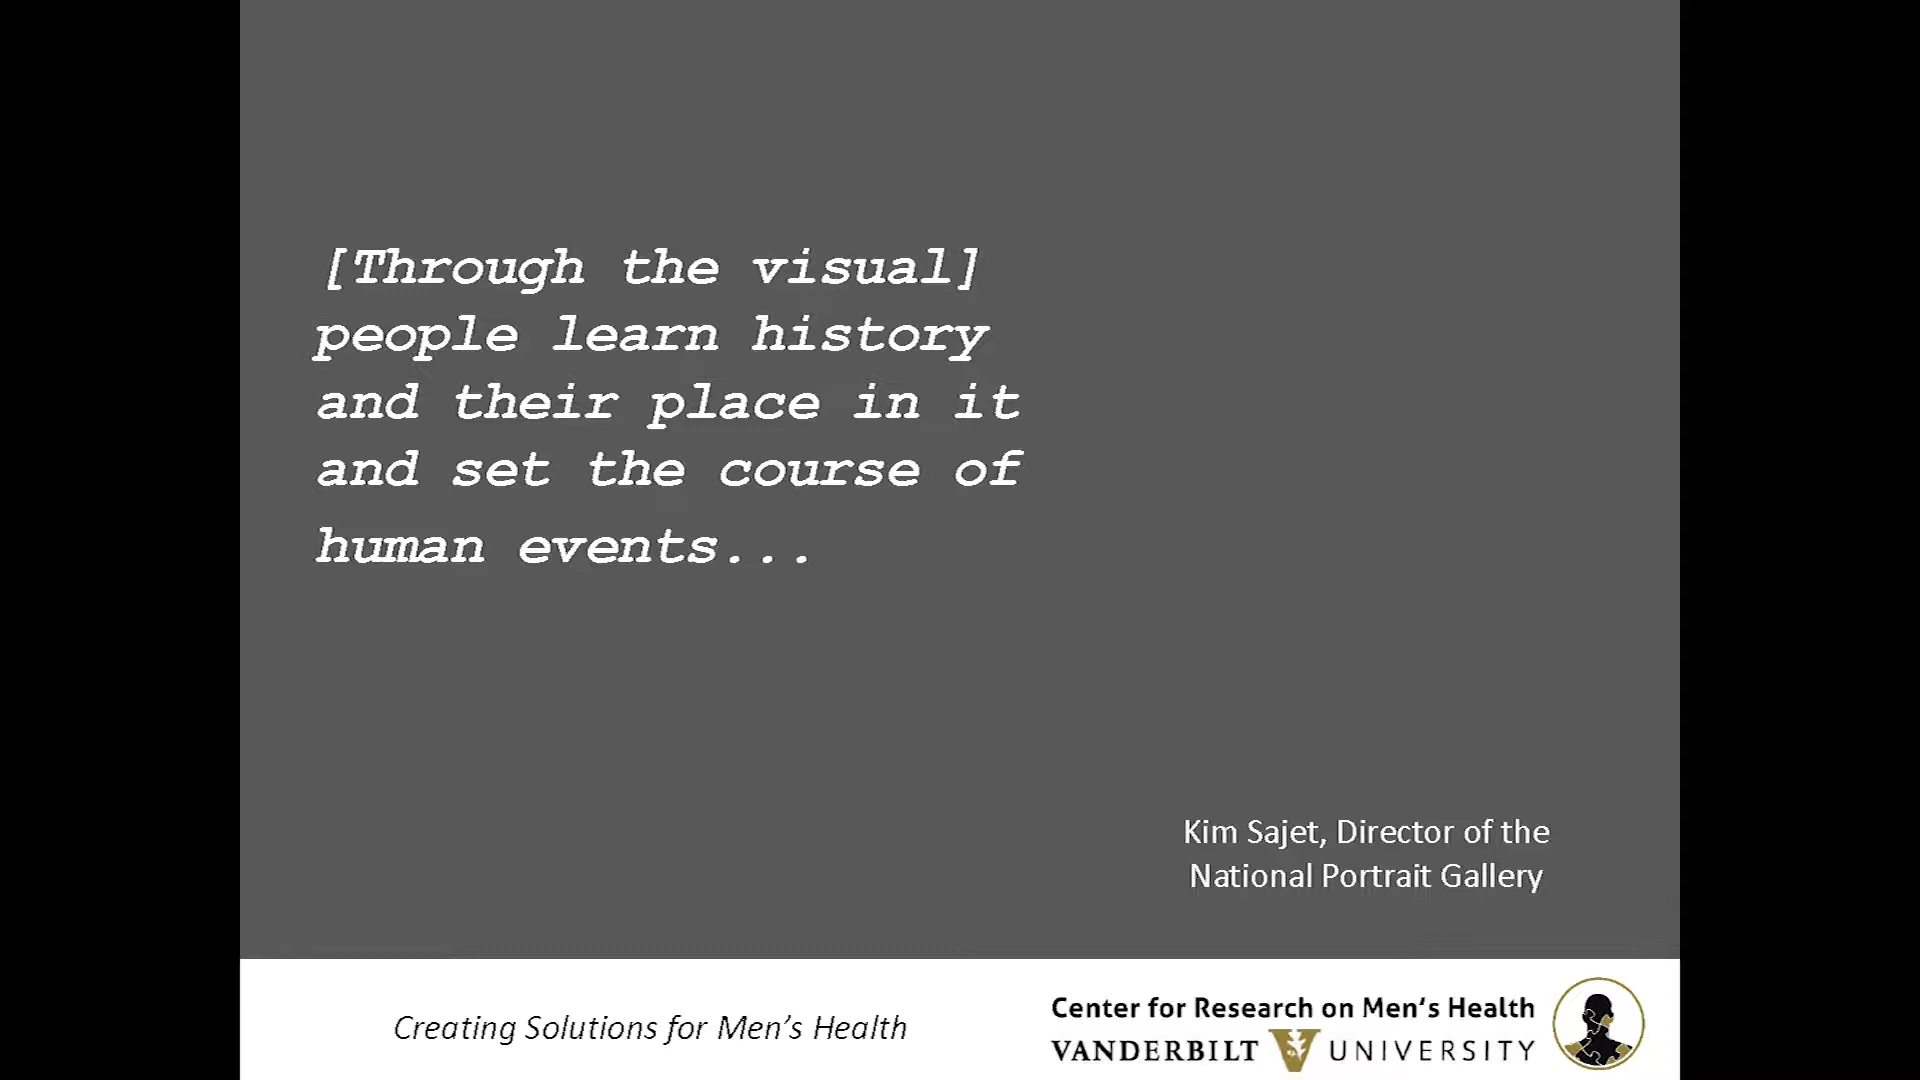 [Through the visual]
people learn history
and their place in it
and set the course of
human events...
Kim Sajet, Director of the
National Portrait Gallery
Creating Solutions for Men's Health
Center for Research on Men's Health
VANDERBILT V UNIVERSITY